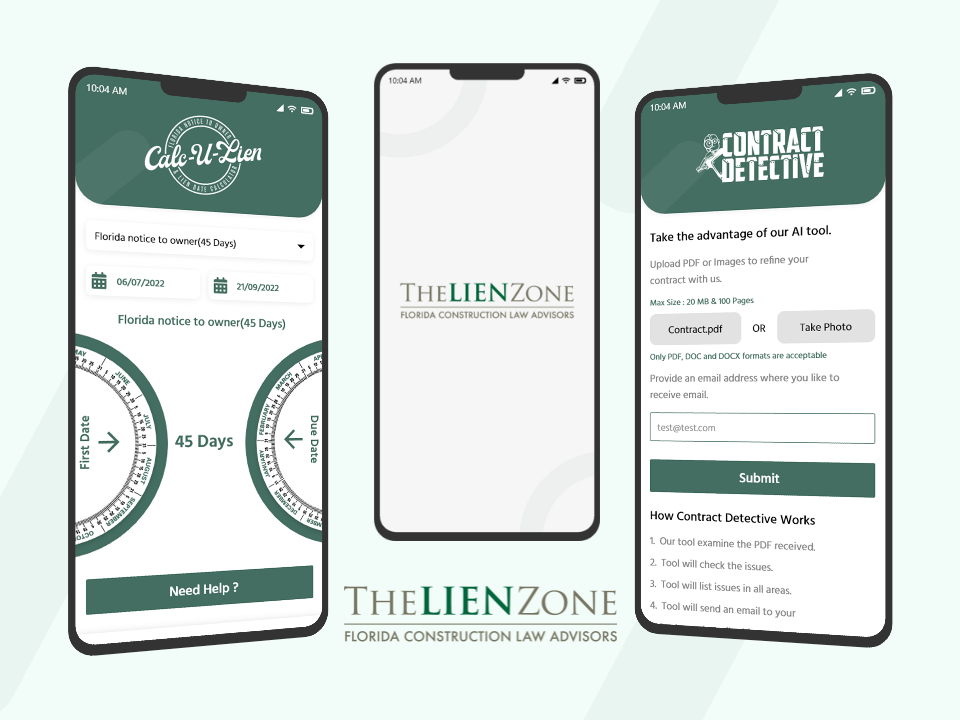 10:04 AM
FLORIDA NOTICE TO OWNER
Calc-U-Lien
A LIEN DATE CALCULATOR
Florida notice to owner(45 Days)
06/07/2022
21/09/2022
Florida notice to owner(45 Days)
MAY
JUNE
JULY
AUGUST
SEPTEMBER
First Date
45 Days
MARCH
FEBRUARY
JANUARY
DECEMBER
Due Date
Need Help ?
10:04 AM
THELIENZONE
FLORIDA CONSTRUCTION LAW ADVISORS
THELIENZONE
FLORIDA CONSTRUCTION LAW ADVISORS
10:04 AM
CONTRACT
DETECTIVE
Take the advantage of our AI tool.
Upload PDF or Images to refine your
contract with us.
Max Size : 20 MB & 100 Pages
Contract.pdf OR Take Photo
Only PDF, DOC and DOCX formats are acceptable
Provide an email address where you like to
receive email.
test@test.com
Submit
How Contract Detective Works
1. Our tool examine the PDF received.
2. Tool will check the issues.
3. Tool will list issues in all areas.
4. Tool will send an email to your